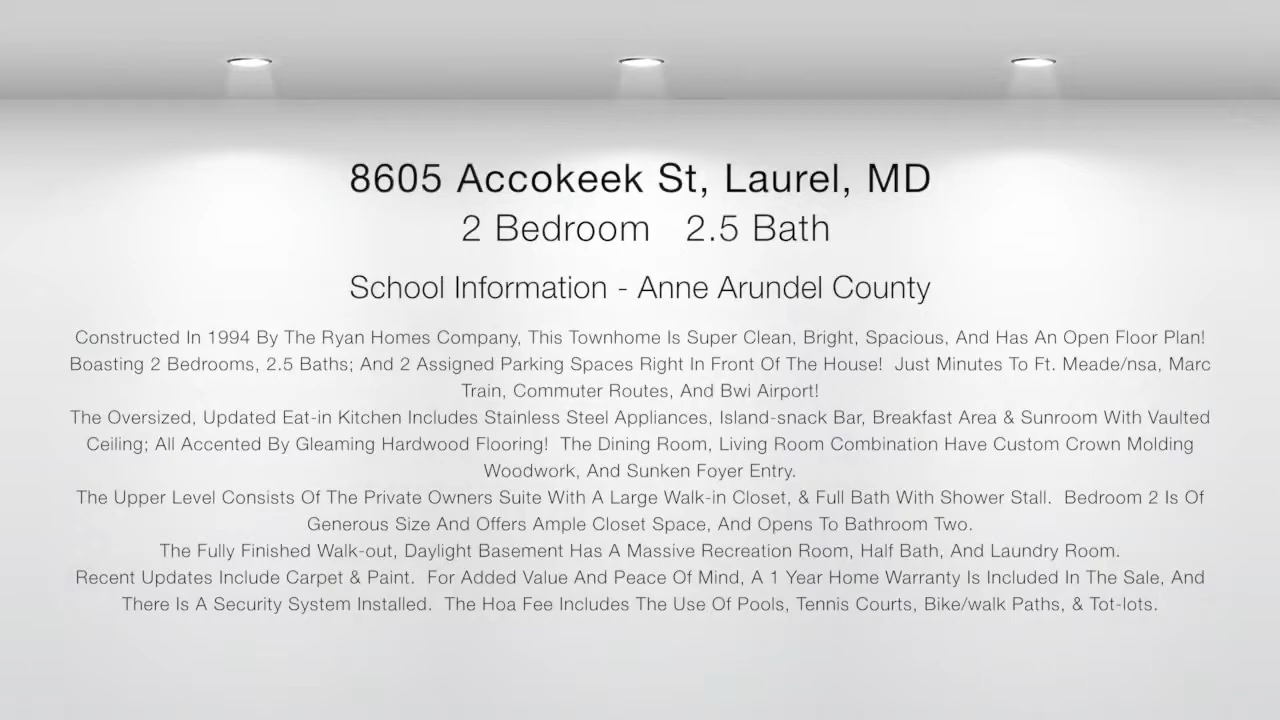 8605 Accokeek St, Laurel, MD
2 Bedroom 2.5 Bath
School Information - Anne Arundel County
Constructed In 1994 By The Ryan Homes Company, This Townhome Is Super Clean, Bright, Spacious, And Has An Open Floor Plan!
Boasting 2 Bedrooms, 2.5 Baths; And 2 Assigned Parking Spaces Right In Front Of The House! Just Minutes To Ft. Meade/nsa, Marc
Train, Commuter Routes, And Bwi Airport!
The Oversized, Updated Eat-in Kitchen Includes Stainless Steel Appliances, Island-snack Bar, Breakfast Area & Sunroom With Vaulted
Ceiling; All Accented By Gleaming Hardwood Flooring! The Dining Room, Living Room Combination Have Custom Crown Molding
Woodwork, And Sunken Foyer Entry.
The Upper Level Consists Of The Private Owners Suite With A Large Walk-in Closet, & Full Bath With Shower Stall. Bedroom 2 Is Of
Generous Size And Offers Ample Closet Space, And Opens To Bathroom Two.
The Fully Finished Walk-out, Daylight Basement Has A Massive Recreation Room, Half Bath, And Laundry Room.
Recent Updates Include Carpet & Paint. For Added Value And Peace Of Mind, A 1 Year Home Warranty Is Included In The Sale, And
There Is A Security System Installed. The Hoa Fee Includes The Use Of Pools, Tennis Courts, Bike/walk Paths, & Tot-lots.